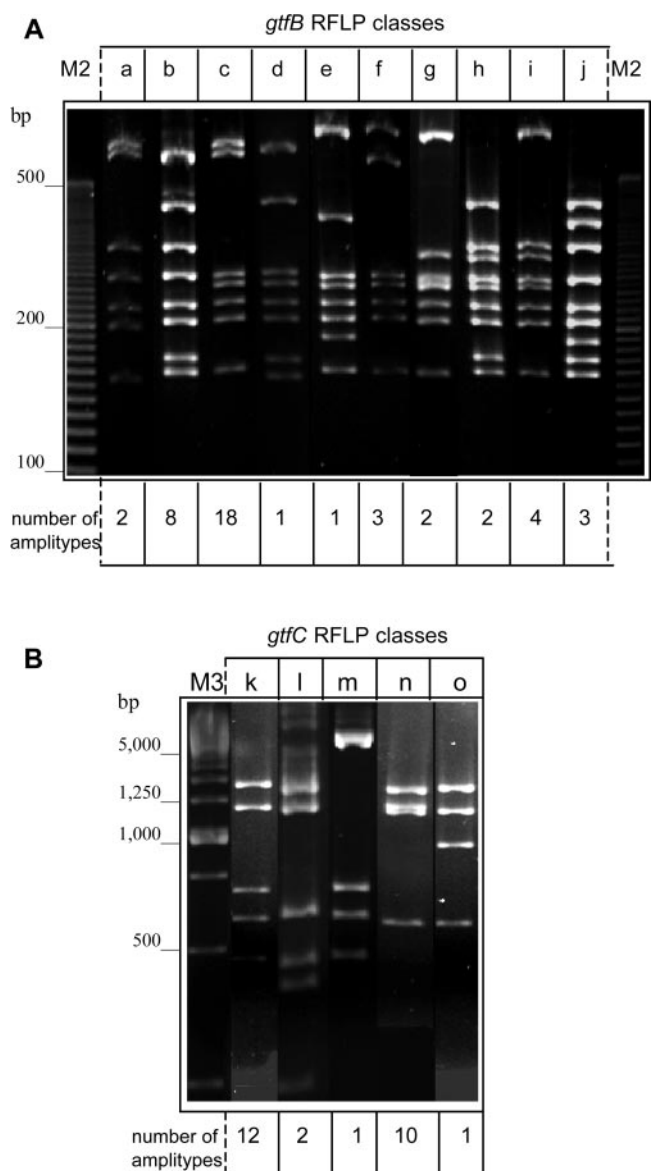 A
gtfB RFLP classes
M2 a b c d e f g h i j M2
bp
500
200
100
number of amplitypes 2 8 18 1 1 3 2 2 4 3
B
gtfC RFLP classes
M3 k l m n o
bp
5,000
1,250
1,000
500
number of amplitypes 12 2 1 10 1